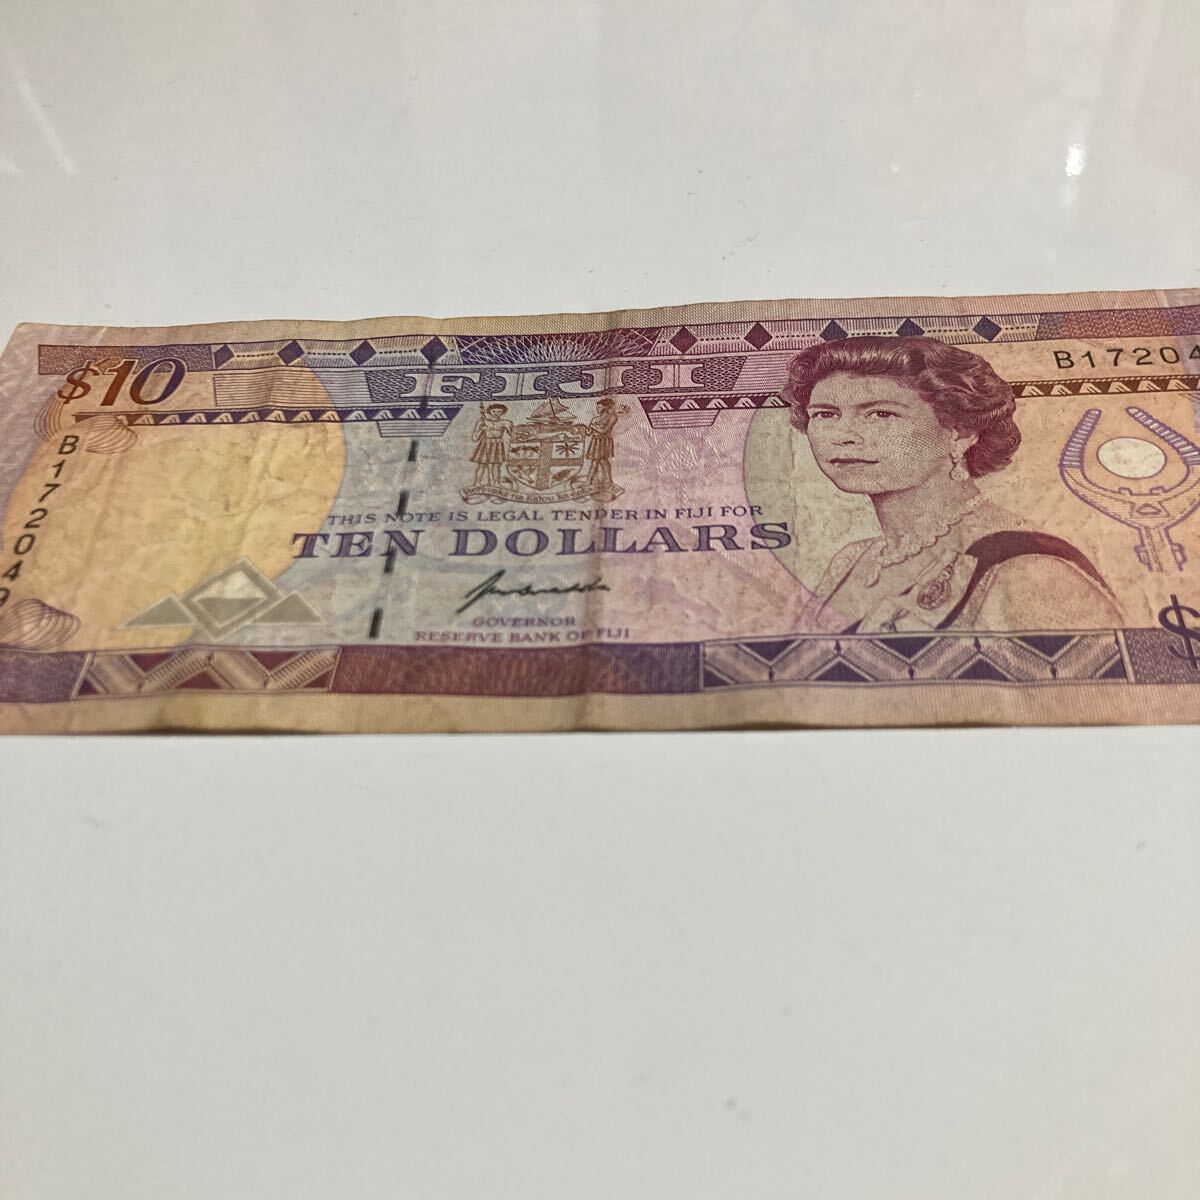 $10
FIJI
B17204
B172049
THIS NOTE IS LEGAL TENDER IN FIJI FOR
TEN DOLLARS
GOVERNOR
RESERVE BANK OF FIJI
$